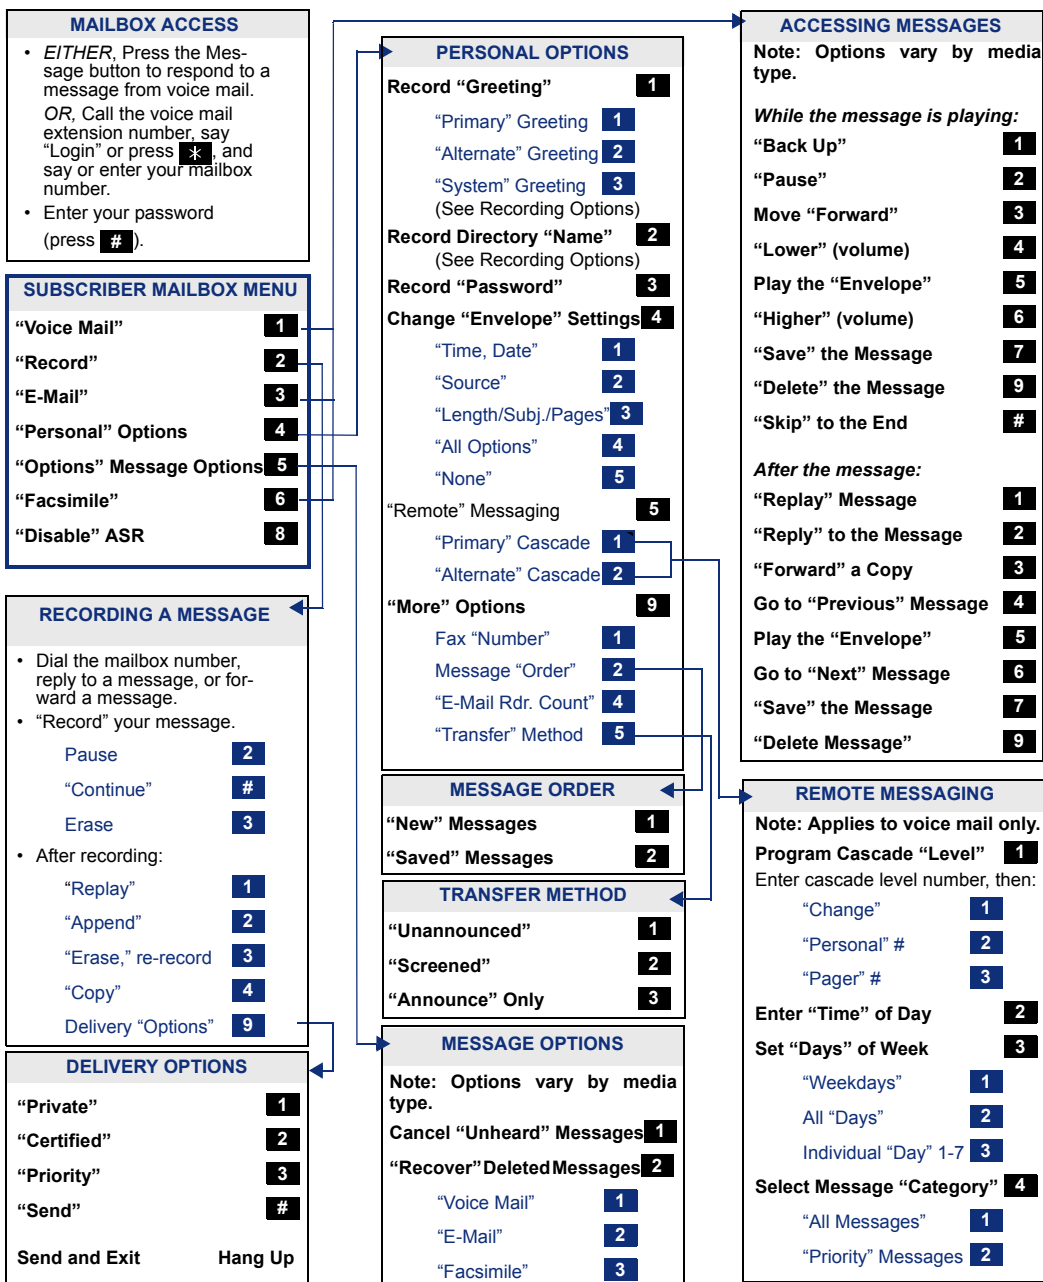 MAILBOX ACCESS
• EITHER, Press the Mes-
sage button to respond to a
message from voice mail.
OR, Call the voice mail
extension number, say
“Login” or press * , and
say or enter your mailbox
number.
• Enter your password
(press # ).
SUBSCRIBER MAILBOX MENU
“Voice Mail” 1
“Record” 2
“E-Mail” 3
“Personal” Options 4
“Options” Message Options 5
“Facsimile” 6
“Disable” ASR 8
RECORDING A MESSAGE
• Dial the mailbox number,
reply to a message, or for-
ward a message.
• “Record” your message.
Pause 2
“Continue” #
Erase 3
• After recording:
“Replay” 1
“Append” 2
“Erase,” re-record 3
“Copy” 4
Delivery “Options” 9
DELIVERY OPTIONS
“Private” 1
“Certified” 2
“Priority” 3
“Send” #
Send and Exit Hang Up
PERSONAL OPTIONS
Record “Greeting” 1
“Primary” Greeting 1
“Alternate” Greeting 2
“System” Greeting 3
(See Recording Options)
Record Directory “Name” 2
(See Recording Options)
Record “Password” 3
Change “Envelope” Settings 4
“Time, Date” 1
“Source” 2
“Length/Subj./Pages” 3
“All Options” 4
“None” 5
“Remote” Messaging 5
“Primary” Cascade 1
“Alternate” Cascade 2
“More” Options 9
Fax “Number” 1
Message “Order” 2
“E-Mail Rdr. Count” 4
“Transfer” Method 5
MESSAGE ORDER
“New” Messages 1
“Saved” Messages 2
TRANSFER METHOD
“Unannounced” 1
“Screened” 2
“Announce” Only 3
MESSAGE OPTIONS
Note: Options vary by media
type.
Cancel “Unheard” Messages 1
“Recover” Deleted Messages 2
“Voice Mail” 1
“E-Mail” 2
“Facsimile” 3
ACCESSING MESSAGES
Note: Options vary by media
type.
While the message is playing:
“Back Up” 1
“Pause” 2
Move “Forward” 3
“Lower” (volume) 4
Play the “Envelope” 5
“Higher” (volume) 6
“Save” the Message 7
“Delete” the Message 9
“Skip” to the End #
After the message:
“Replay” Message 1
“Reply” to the Message 2
“Forward” a Copy 3
Go to “Previous” Message 4
Play the “Envelope” 5
Go to “Next” Message 6
“Save” the Message 7
“Delete Message” 9
REMOTE MESSAGING
Note: Applies to voice mail only.
Program Cascade “Level” 1
Enter cascade level number, then:
“Change” 1
“Personal” # 2
“Pager” # 3
Enter “Time” of Day 2
Set “Days” of Week 3
“Weekdays” 1
All “Days” 2
Individual “Day” 1-7 3
Select Message “Category” 4
“All Messages” 1
“Priority” Messages 2